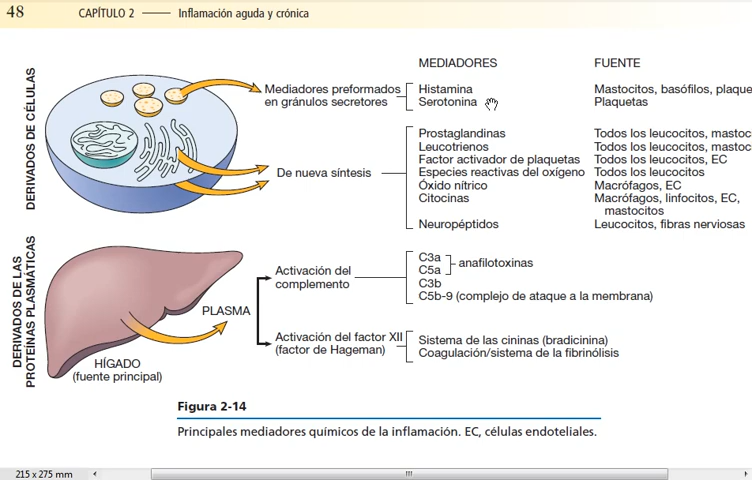 48 CAPÍTULO 2 Inflamación aguda y crónica
MEDIADORES FUENTE
DERIVADOS DE CÉLULAS
Mediadores preformados
en gránulos secretores
Histamina Mastocitos, basófilos,
Serotonina Plaquetas
De nueva síntesis
Prostaglandinas Todos los leucocitos,
Leucotrienos Todos los leucocitos,
Factor activador de plaquetas Todos los leucocitos, EC
Especies reactivas del oxígeno Todos los leucocitos
Óxido nítrico Macrófagos, EC
Citocinas Macrófagos, linfocitos, EC,
mastocitos
Neuropéptidos Leucocitos, fibras nerviosas
DERIVADOS DE LAS
PROTEÍNAS PLASMÁTICAS
HÍGADO
(fuente principal)
PLASMA
Activación del
complemento
C3a
C5a
anafilotoxinas
C3b
C5b-9 (complejo de ataque a la membrana)
Activación del factor XII
(factor de Hageman)
Sistema de las cininas (bradicinina)
Coagulación/sistema de la fibrinólisis
Figura 2-14
Principales mediadores químicos de la inflamación. EC, células endoteliales.
215 x 275 mm